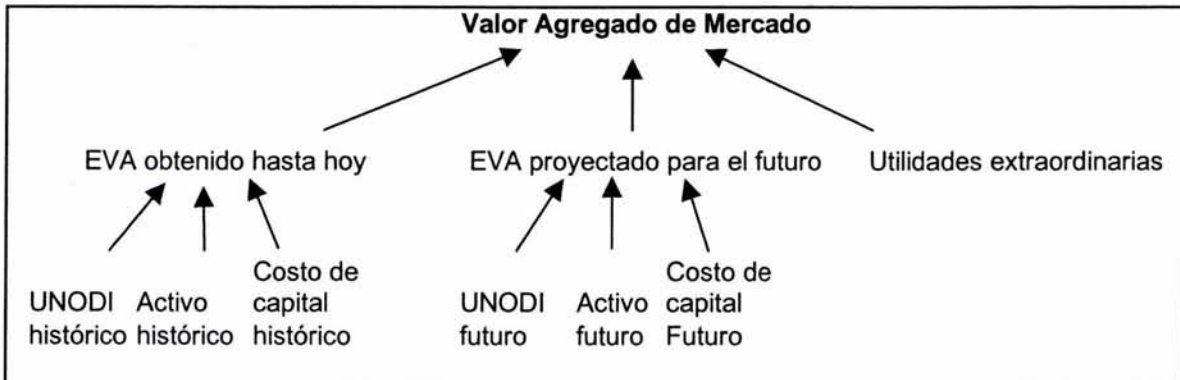 Valor Agregado de Mercado
EVA obtenido hasta hoy
EVA proyectado para el futuro
Utilidades extraordinarias
UNODI
histórico
Activo
histórico
Costo de
capital
histórico
UNODI
futuro
Activo
futuro
Costo de
capital
Futuro